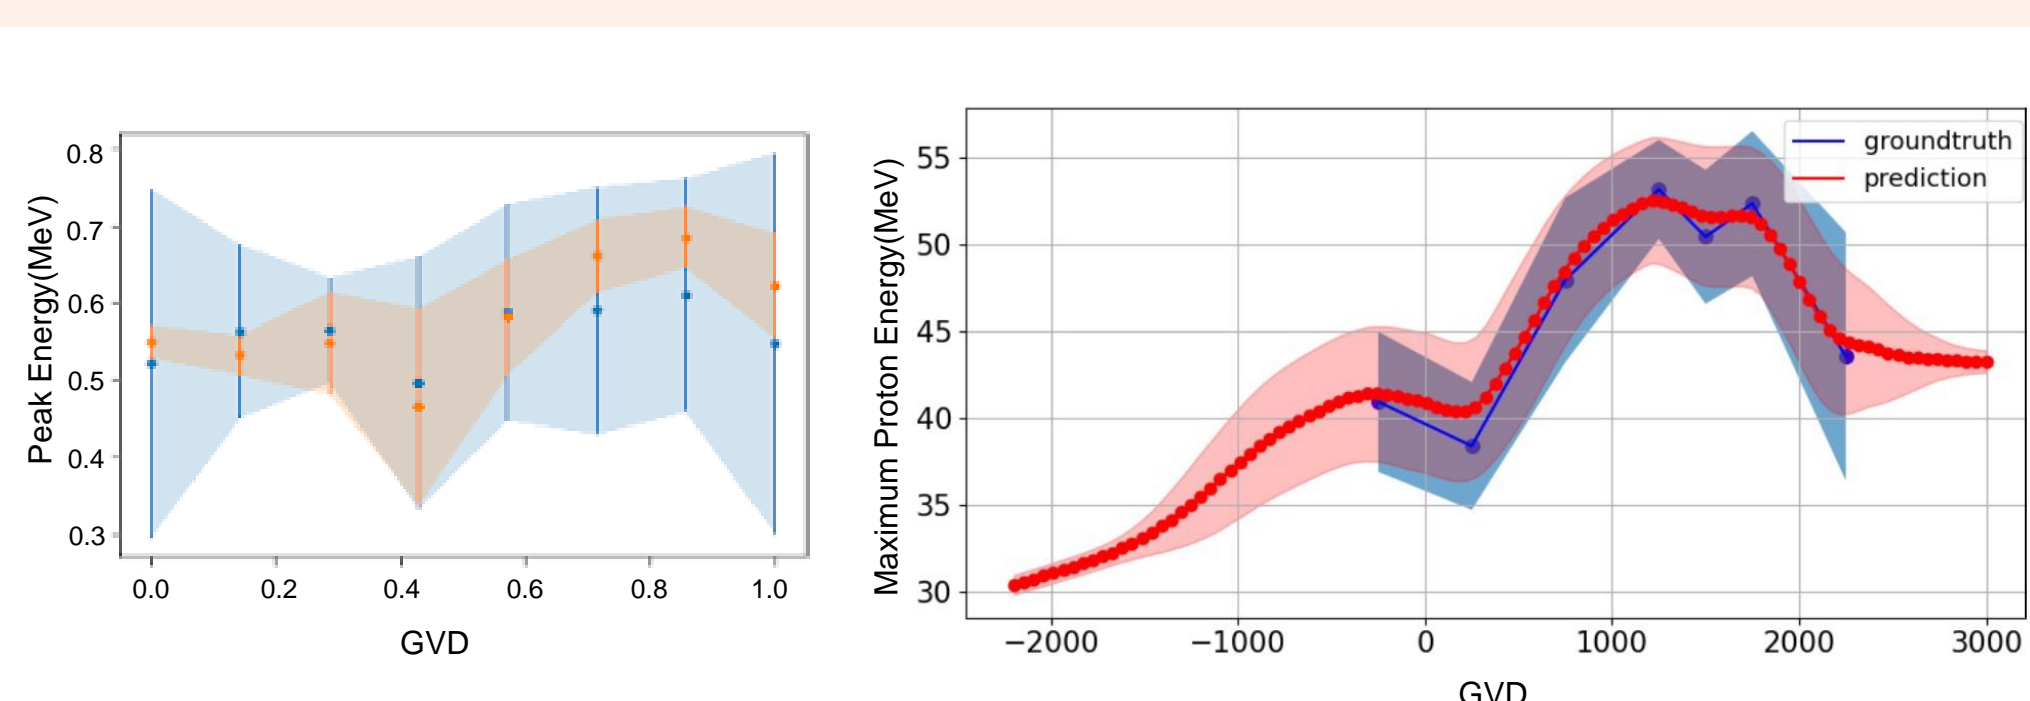 Peak Energy(MeV)
0.8
0.7
0.6
0.5
0.4
0.3
0.0 0.2 0.4 0.6 0.8 1.0
GVD
Maximum Proton Energy(MeV)
55
50
45
40
35
30
groundtruth
prediction
−2000 −1000 0 1000 2000 3000
GVD